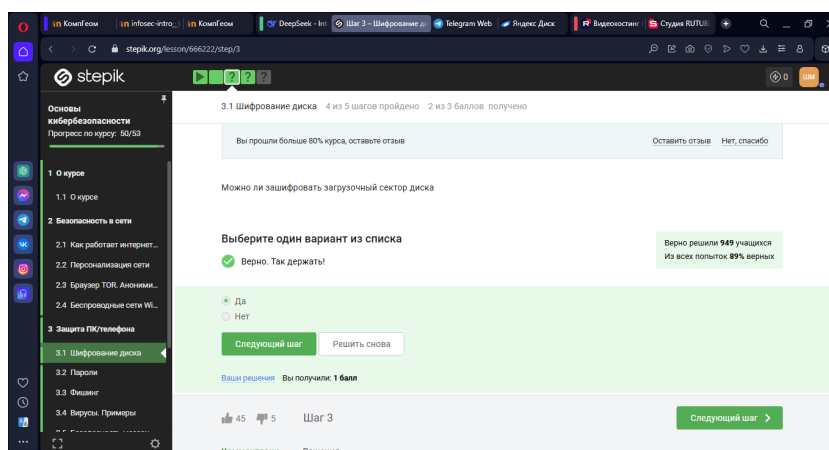 КомпГеом
infosec-intro_
КомпГеом
DeepSeek - Int
Шаг 3 – Шифрование ди
Telegram Web
Яндекс Диск
Видеохостинг
Студия RUTUB
stepik.org/lesson/666222/step/3
stepik
? ? ?
0
ШМ
Основы
кибербезопасности
Прогресс по курсу: 50/53
3.1 Шифрование диска 4 из 5 шагов пройдено 2 из 3 баллов получено
Вы прошли больше 80% курса, оставьте отзыв
Оставить отзыв Нет, спасибо
1 О курсе
1.1 О курсе
2 Безопасность в сети
2.1 Как работает интернет...
2.2 Персонализация сети
2.3 Браузер TOR. Аноними...
2.4 Беспроводные сети Wi...
3 Защита ПК/телефона
3.1 Шифрование диска
3.2 Пароли
3.3 Фишинг
3.4 Вирусы. Примеры
Можно ли зашифровать загрузочный сектор диска
Выберите один вариант из списка
Верно. Так держать!
Верно решили 949 учащихся
Из всех попыток 89% верных
Да
Нет
Следующий шаг
Решить снова
Ваши решения Вы получили: 1 балл
45 5 Шаг 3
Следующий шаг